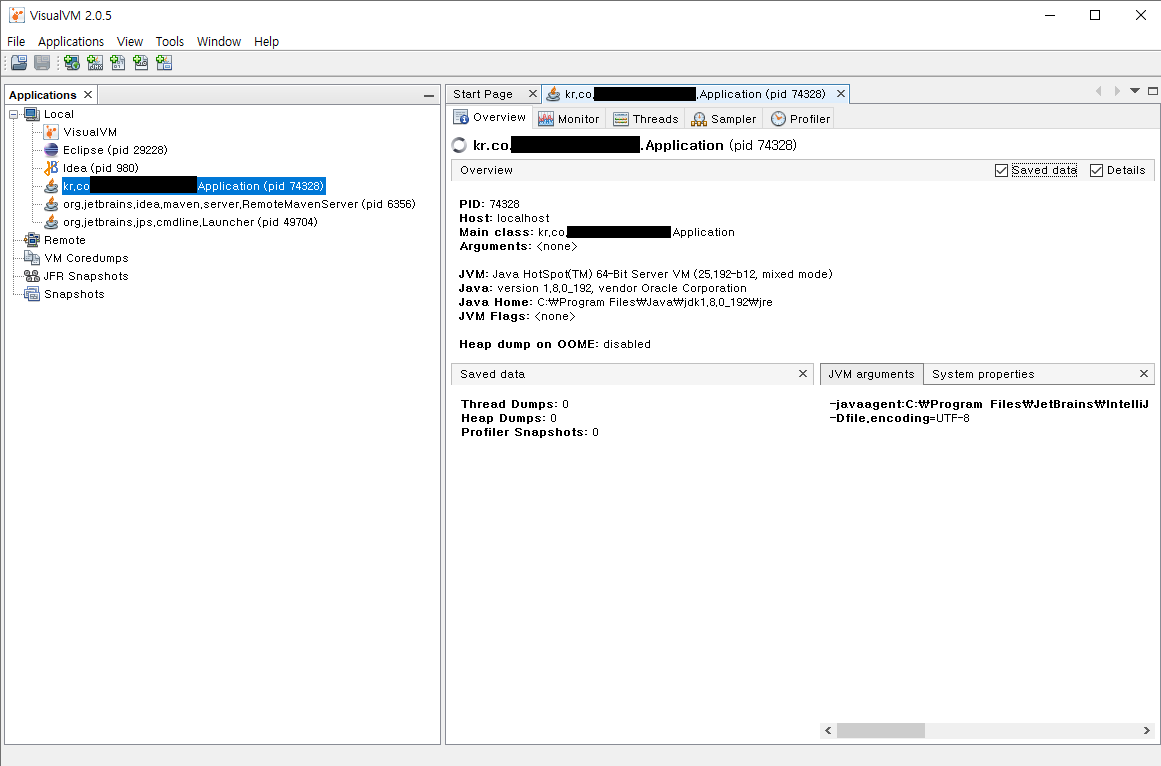 VisualVM 2.0.5
File Applications View Tools Window Help
Applications
Local
VisualVM
Eclipse (pid 29228)
Idea (pid 980)
kr,co Application (pid 74328)
org,jetbrains,idea,maven,server,RemoteMavenServer (pid 6356)
org,jetbrains,jps,cmdline,Launcher (pid 49704)
Remote
VM Coredumps
JFR Snapshots
Snapshots
Start Page kr,co, ,Application (pid 74328)
Overview Monitor Threads Sampler Profiler
kr.co. .Application (pid 74328)
Overview Saved data Details
PID: 74328
Host: localhost
Main class: kr,co, Application
Arguments: <none>
JVM: Java HotSpot(TM) 64-Bit Server VM (25,192-b12, mixed mode)
Java: version 1,8,0_192, vendor Oracle Corporation
Java Home: C:₩Program Files₩Java₩jdk1,8,0_192₩jre
JVM Flags: <none>
Heap dump on OOME: disabled
Saved data
Thread Dumps: 0
Heap Dumps: 0
Profiler Snapshots: 0
JVM arguments System properties
-javaagent:C:₩Program Files₩JetBrains₩IntelliJ
-Dfile,encoding=UTF-8